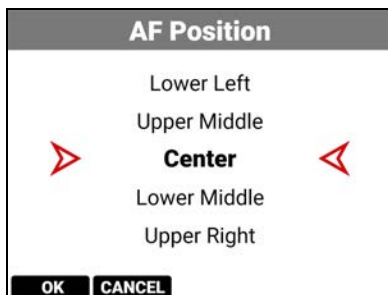 AF Position
Lower Left
Upper Middle
Center
Lower Middle
Upper Right
OK CANCEL